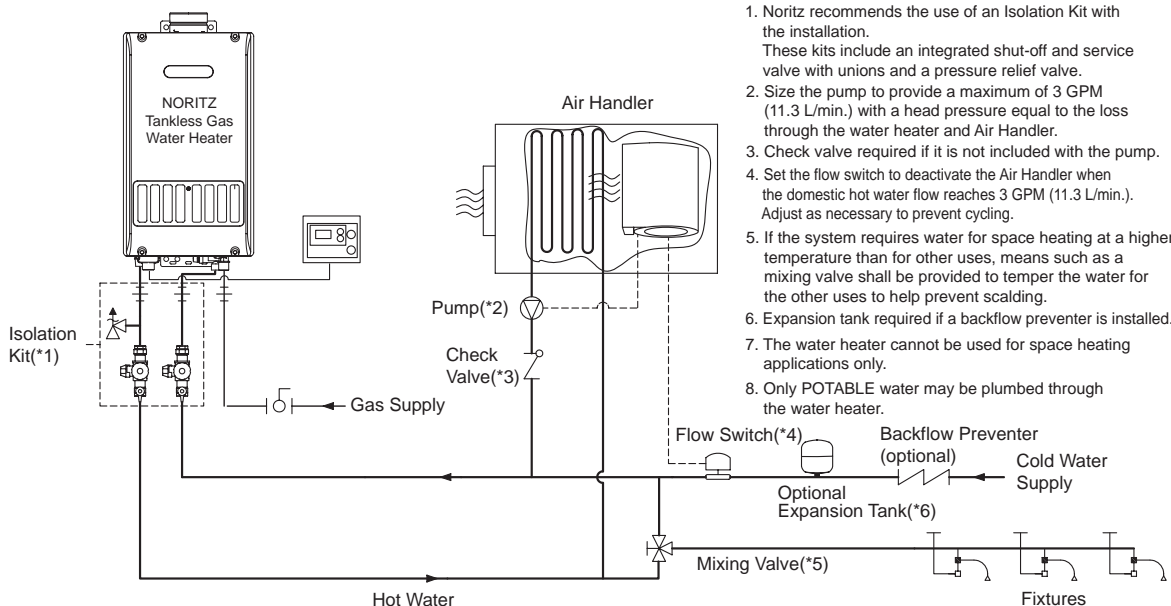 NORITZ
Tankless Gas
Water Heater
Air Handler
Isolation
Kit(*1)
Pump(*2)
Check
Valve(*3)
Gas Supply
Flow Switch(*4)
Backflow Preventer
(optional)
Cold Water
Supply
Optional
Expansion Tank(*6)
Mixing Valve(*5)
Hot Water
Fixtures
1. Noritz recommends the use of an Isolation Kit with
the installation.
These kits include an integrated shut-off and service
valve with unions and a pressure relief valve.
2. Size the pump to provide a maximum of 3 GPM
(11.3 L/min.) with a head pressure equal to the loss
through the water heater and Air Handler.
3. Check valve required if it is not included with the pump.
4. Set the flow switch to deactivate the Air Handler when
the domestic hot water flow reaches 3 GPM (11.3 L/min.).
Adjust as necessary to prevent cycling.
5. If the system requires water for space heating at a higher
temperature than for other uses, means such as a
mixing valve shall be provided to temper the water for
the other uses to help prevent scalding.
6. Expansion tank required if a backflow preventer is installed.
7. The water heater cannot be used for space heating
applications only.
8. Only POTABLE water may be plumbed through
the water heater.